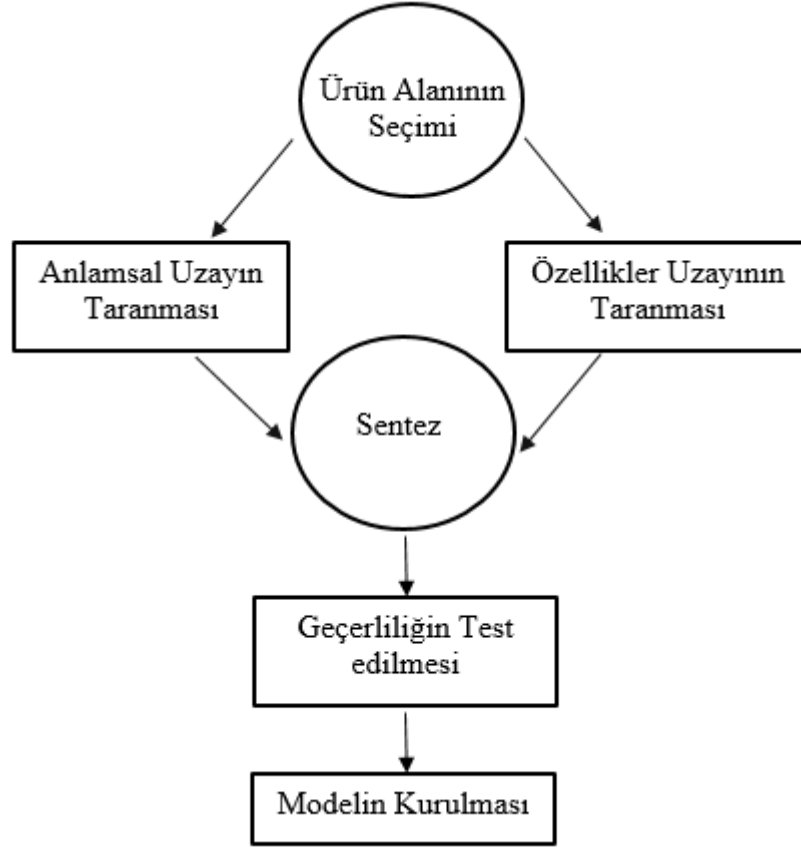 Ürün Alanının
Seçimi
Anlamsal Uzayın
Taranması
Özellikler Uzayının
Taranması
Sentez
Geçerliliğin Test
edilmesi
Modelin Kurulması